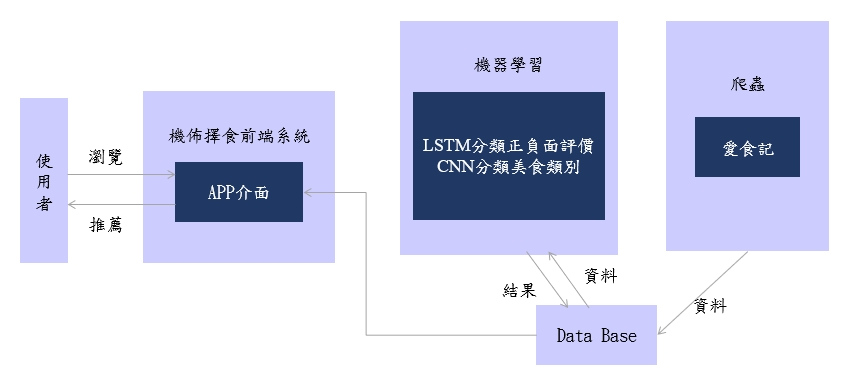 使用者
瀏覽
推薦
機佈擇食前端系統
APP介面
機器學習
LSTM分類正負面評價
CNN分類美食類別
爬蟲
愛食記
結果
資料
資料
Data Base